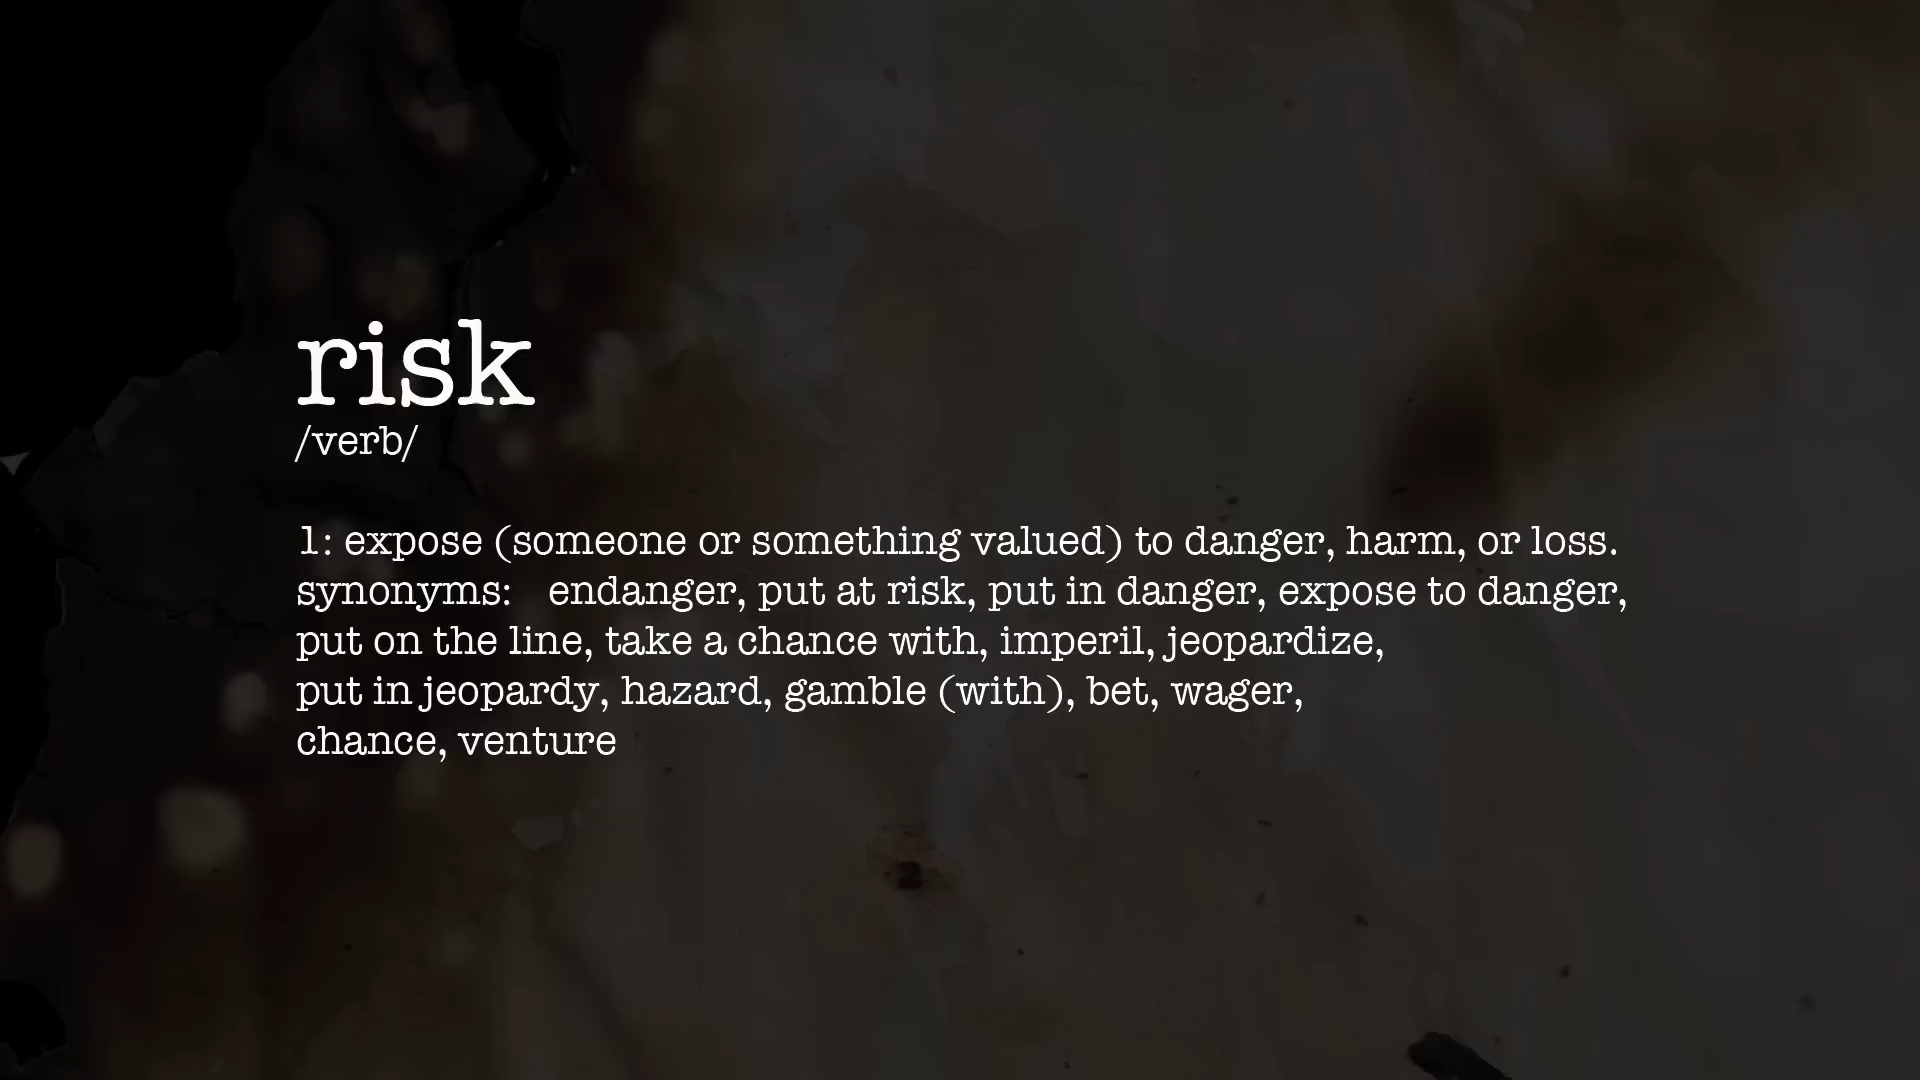 risk
/verb/
1: expose (someone or something valued) to danger, harm, or loss.
synonyms: endanger, put at risk, put in danger, expose to danger,
put on the line, take a chance with, imperil, jeopardize,
put in jeopardy, hazard, gamble (with), bet, wager,
chance, venture